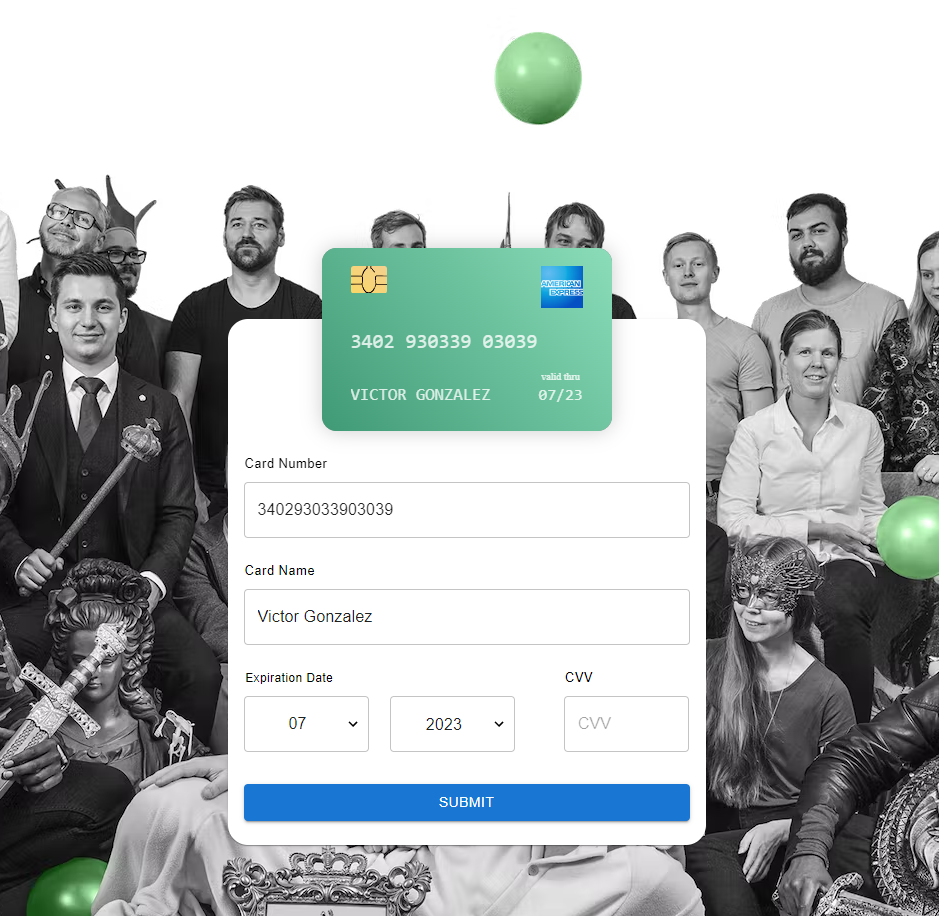 AMERICAN
EXPRESS
3402 930339 03039
valid thru
VICTOR GONZALEZ 07/23
Card Number
340293033903039
Card Name
Victor Gonzalez
Expiration Date CVV
07 2023 CVV
SUBMIT